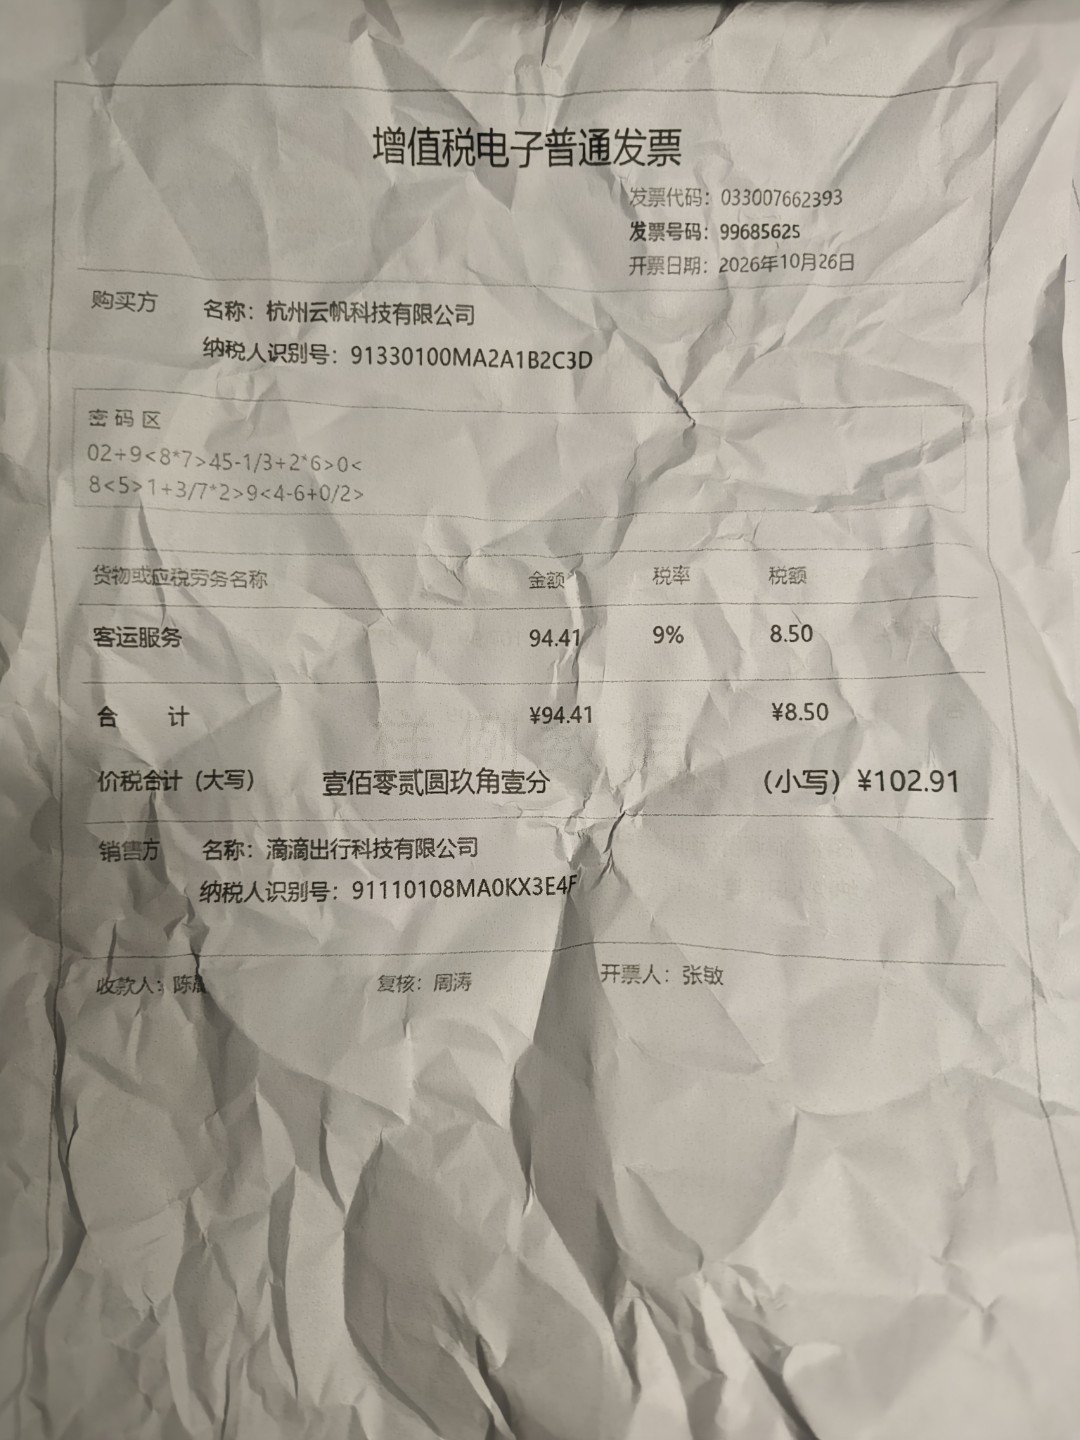 增值税电子普通发票
发票代码：033007662393
发票号码：99685625
开票日期：2026年10月26日
购买方 名称：杭州云帆科技有限公司
纳税人识别号：91330100MA2A1B2C3D
密码区
02+9<8*7>45-1/3+2*6>0<
8<5>1+3/7*2>9<4-6+0/2>
货物或应税劳务名称 金额 税率 税额
客运服务 94.41 9% 8.50
合 计 ¥94.41 ¥8.50
价税合计（大写） 壹佰零贰圆玖角壹分 （小写）¥102.91
销售方 名称：滴滴出行科技有限公司
纳税人识别号：91110108MA0KX3E4F
收款人： 复核：周涛 开票人：张敏